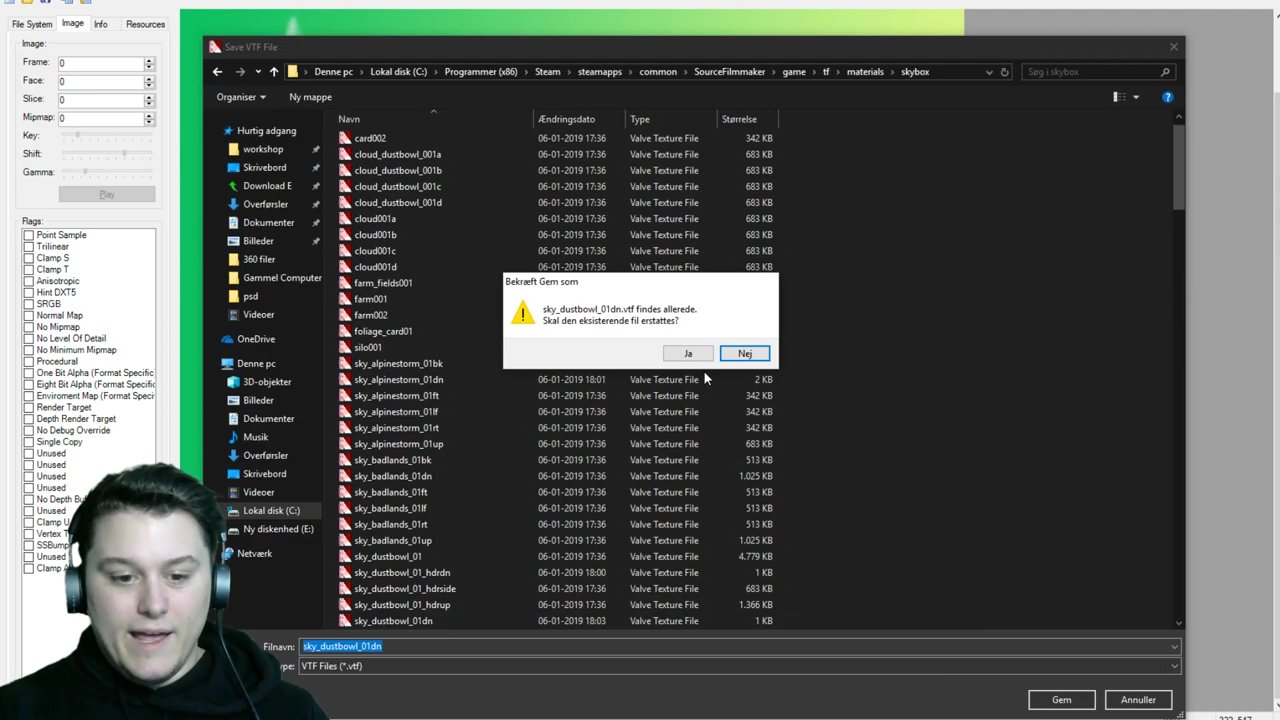 File System Image Info Resources
Image:
Frame: 0
Face: 0
Slice: 0
Mipmap: 0
Key:
Shift:
Gamma:
Play
Flags:
Point Sample
Trilinear
Clamp S
Clamp T
Anisotropic
Hint DXT5
SRGB
Normal Map
No Mipmap
No Level Of Detail
No Minimum Mipmap
Procedural
One Bit Alpha (Format Specific
Eight Bit Alpha (Format Specific
Enviroment Map (Format Specific
Render Target
Depth Render Target
No Debug Override
Single Copy
Unused
Unused
Unused
Unused
No Depth Bu
Unused
Clamp U
Vertex T
SSBump
Unused
Clamp A
Save VTF File
Denne pc › Lokal disk (C:) › Programmer (x86) › Steam › steamapps › common › SourceFilmmaker › game › tf › materials › skybox
Søg i skybox
Organiser Ny mappe
Hurtig adgang
workshop
Skrivebord
Download E
Overførsler
Dokumenter
Billeder
360 filer
Gammel Computer
psd
Videoer
OneDrive
Denne pc
3D-objekter
Billeder
Dokumenter
Musik
Overførsler
Skrivebord
Videoer
Lokal disk (C:)
Ny diskenhed (E:)
Netværk
Navn Ændringsdato Type Størrelse
card002 06-01-2019 17:36 Valve Texture File 342 KB
cloud_dustbowl_001a 06-01-2019 17:36 Valve Texture File 683 KB
cloud_dustbowl_001b 06-01-2019 17:36 Valve Texture File 683 KB
cloud_dustbowl_001c 06-01-2019 17:36 Valve Texture File 683 KB
cloud_dustbowl_001d 06-01-2019 17:36 Valve Texture File 683 KB
cloud001a 06-01-2019 17:36 Valve Texture File 683 KB
cloud001b 06-01-2019 17:36 Valve Texture File 683 KB
cloud001c 06-01-2019 17:36 Valve Texture File 683 KB
cloud001d 06-01-2019 17:36 Valve Texture File 683 KB
farm_fields001
farm001
farm002
foliage_card01
silo001
sky_alpinestorm_01bk
sky_alpinestorm_01dn 06-01-2019 18:01 Valve Texture File 2 KB
sky_alpinestorm_01ft 06-01-2019 17:36 Valve Texture File 342 KB
sky_alpinestorm_01lf 06-01-2019 17:36 Valve Texture File 342 KB
sky_alpinestorm_01rt 06-01-2019 17:36 Valve Texture File 342 KB
sky_alpinestorm_01up 06-01-2019 17:36 Valve Texture File 683 KB
sky_badlands_01bk 06-01-2019 17:36 Valve Texture File 513 KB
sky_badlands_01dn 06-01-2019 17:36 Valve Texture File 1.025 KB
sky_badlands_01ft 06-01-2019 17:36 Valve Texture File 513 KB
sky_badlands_01lf 06-01-2019 17:36 Valve Texture File 513 KB
sky_badlands_01rt 06-01-2019 17:36 Valve Texture File 513 KB
sky_badlands_01up 06-01-2019 17:36 Valve Texture File 1.025 KB
sky_dustbowl_01 06-01-2019 17:36 Valve Texture File 4.779 KB
sky_dustbowl_01_hdrdn 06-01-2019 18:00 Valve Texture File 1 KB
sky_dustbowl_01_hdrside 06-01-2019 17:36 Valve Texture File 683 KB
sky_dustbowl_01_hdrup 06-01-2019 17:36 Valve Texture File 1.366 KB
sky_dustbowl_01dn 06-01-2019 18:03 Valve Texture File 1 KB
Bekræft Gem som
sky_dustbowl_01dn.vtf findes allerede.
Skal den eksisterende fil erstattes?
Ja Nej
Filnavn: sky_dustbowl_01dn
type: VTF Files (*.vtf)
Gem Annuller